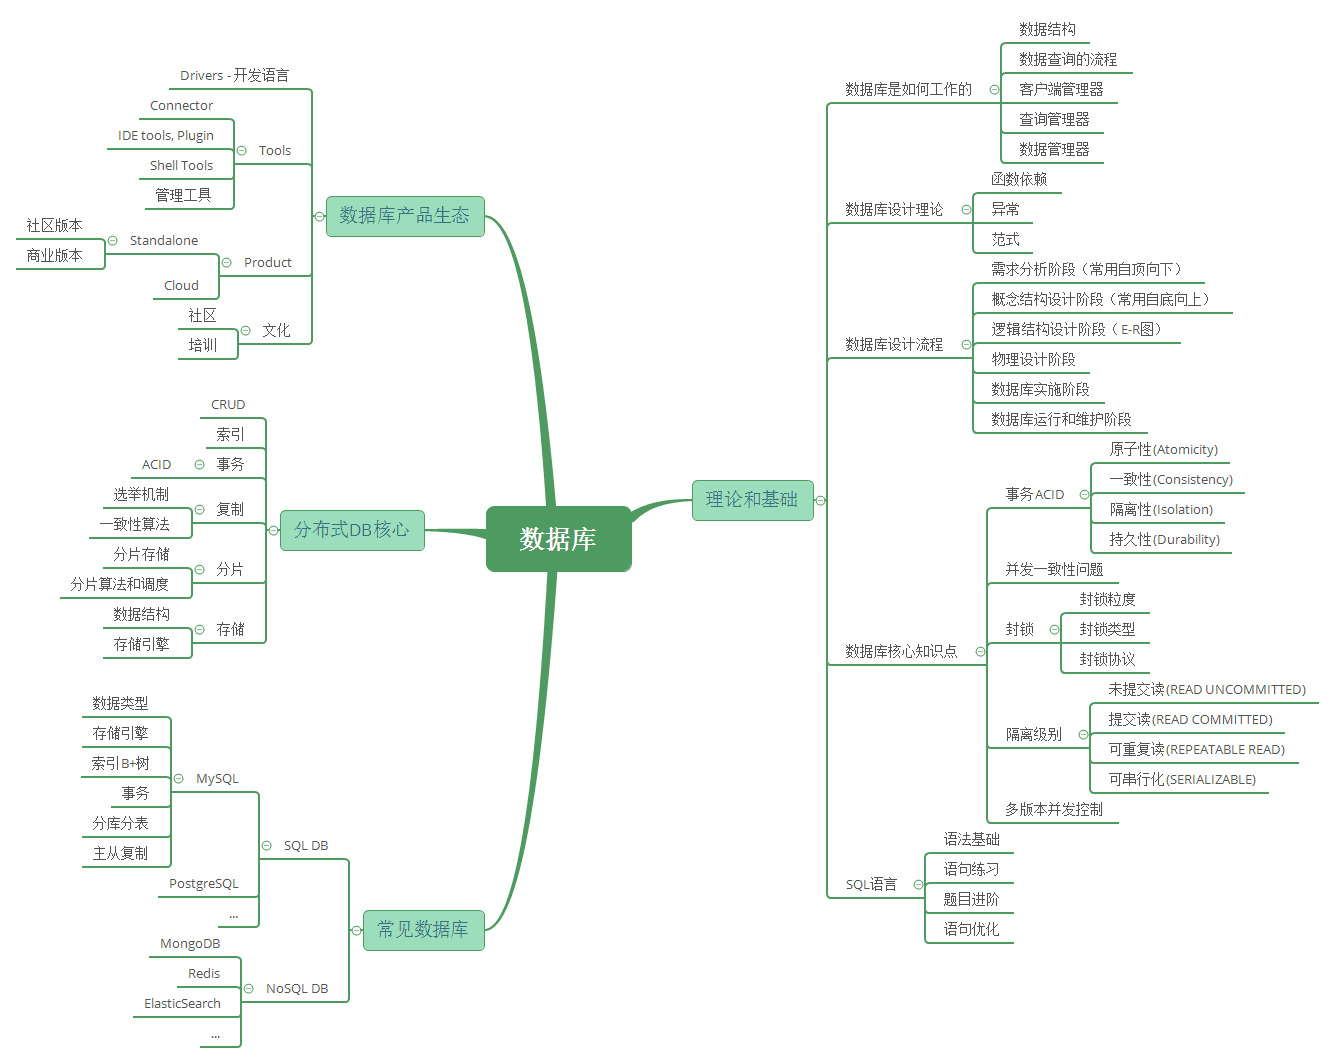 数据库
数据库产品生态
Drivers - 开发语言
Tools
Connector
IDE tools, Plugin
Shell Tools
管理工具
Product
Standalone
社区版本
商业版本
Cloud
文化
社区
培训
分布式DB核心
CRUD
索引
事务
ACID
复制
选举机制
一致性算法
分片
分片存储
分片算法和调度
存储
数据结构
存储引擎
常见数据库
SQL DB
MySQL
数据类型
存储引擎
索引B+树
事务
分库分表
主从复制
PostgreSQL
...
NoSQL DB
MongoDB
Redis
ElasticSearch
...
理论和基础
数据库是如何工作的
数据结构
数据查询的流程
客户端管理器
查询管理器
数据管理器
数据库设计理论
函数依赖
异常
范式
数据库设计流程
需求分析阶段（常用自顶向下）
概念结构设计阶段（常用自底向上）
逻辑结构设计阶段（ E-R图）
物理设计阶段
数据库实施阶段
数据库运行和维护阶段
数据库核心知识点
事务ACID
原子性(Atomicity)
一致性(Consistency)
隔离性(Isolation)
持久性(Durability)
并发一致性问题
封锁
封锁粒度
封锁类型
封锁协议
隔离级别
未提交读(READ UNCOMMITTED)
提交读(READ COMMITTED)
可重复读(REPEATABLE READ)
可串行化(SERIALIZABLE)
多版本并发控制
SQL语言
语法基础
语句练习
题目进阶
语句优化